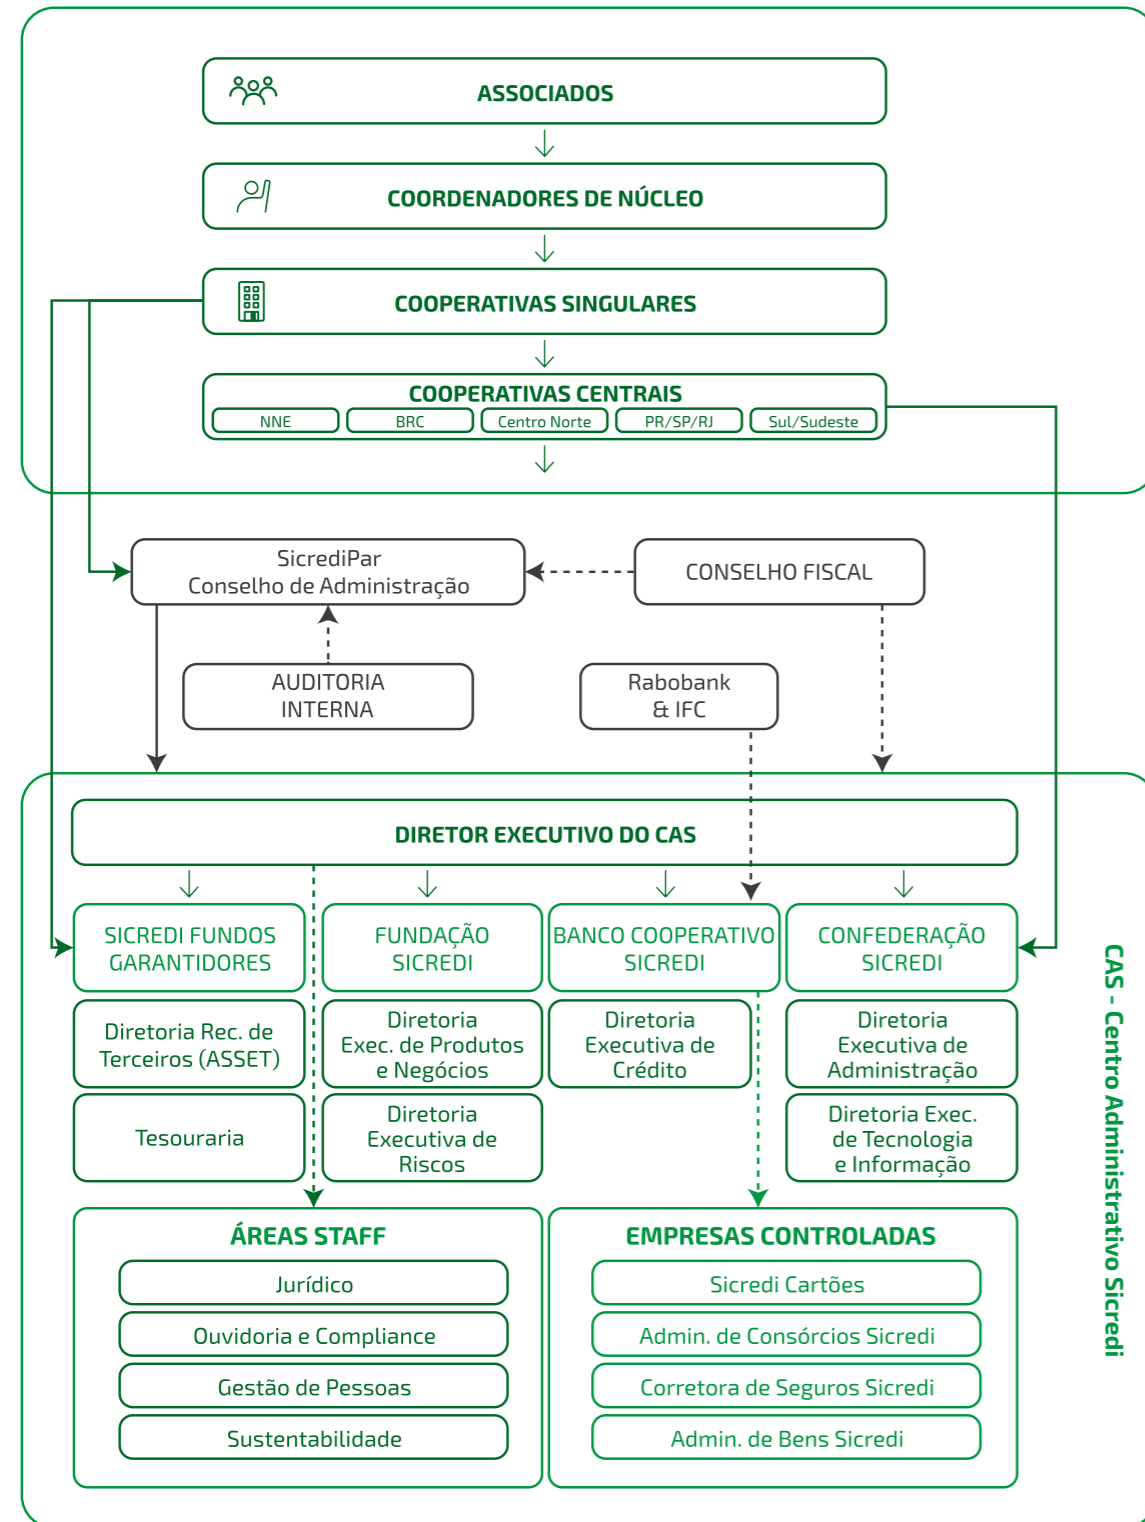 ASSOCIADOS
COORDENADORES DE NÚCLEO
COOPERATIVAS SINGULARES
COOPERATIVAS CENTRAIS
NNE
BRC
Centro Norte
PR/SP/RJ
Sul/Sudeste
SicrediPar
Conselho de Administração
CONSELHO FISCAL
AUDITORIA
INTERNA
Rabobank
& IFC
DIRETOR EXECUTIVO DO CAS
SICREDI FUNDOS
GARANTIDORES
FUNDAÇÃO
SICREDI
BANCO COOPERATIVO
SICREDI
CONFEDERAÇÃO
SICREDI
Diretoria Rec. de
Terceiros (ASSET)
Diretoria
Exec. de Produtos
e Negócios
Diretoria
Executiva de
Crédito
Diretoria
Executiva de
Administração
Tesouraria
Diretoria
Executiva de
Riscos
Diretoria Exec.
de Tecnologia
e Informação
ÁREAS STAFF
Jurídico
Ouvidoria e Compliance
Gestão de Pessoas
Sustentabilidade
EMPRESAS CONTROLADAS
Sicredi Cartões
Admin. de Consórcios Sicredi
Corretora de Seguros Sicredi
Admin. de Bens Sicredi
CAS - Centro Administrativo Sicredi